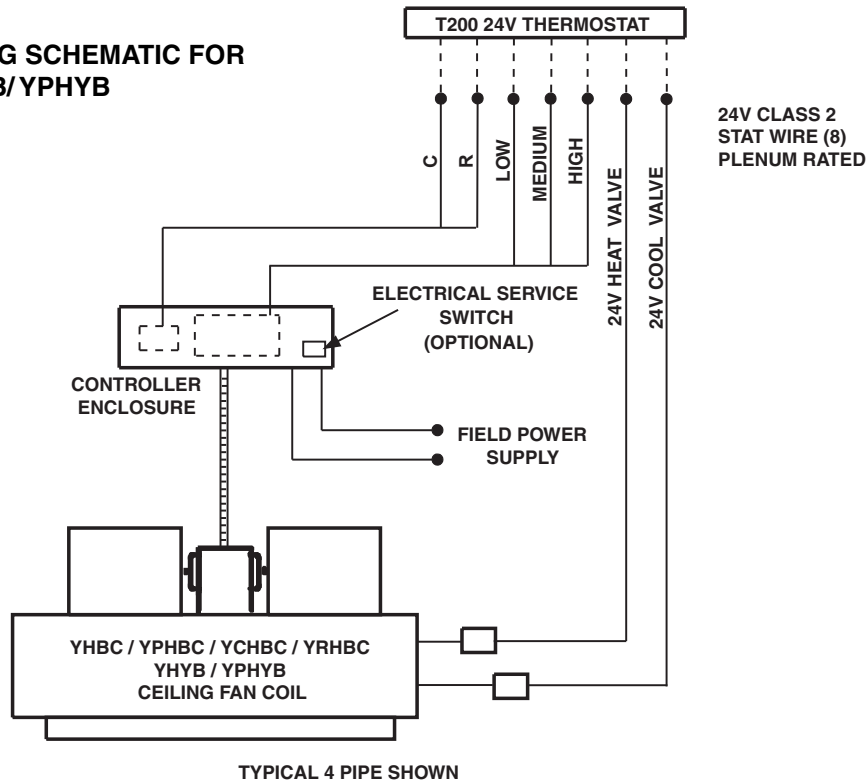 T200 24V THERMOSTAT
G SCHEMATIC FOR
B/ YPHYB
24V CLASS 2
STAT WIRE (8)
PLENUM RATED
C
R
LOW
MEDIUM
HIGH
24V HEAT VALVE
24V COOL VALVE
ELECTRICAL SERVICE
SWITCH
(OPTIONAL)
CONTROLLER
ENCLOSURE
FIELD POWER
SUPPLY
YHBC / YPHBC / YCHBC / YRHBC
YHYB / YPHYB
CEILING FAN COIL
TYPICAL 4 PIPE SHOWN